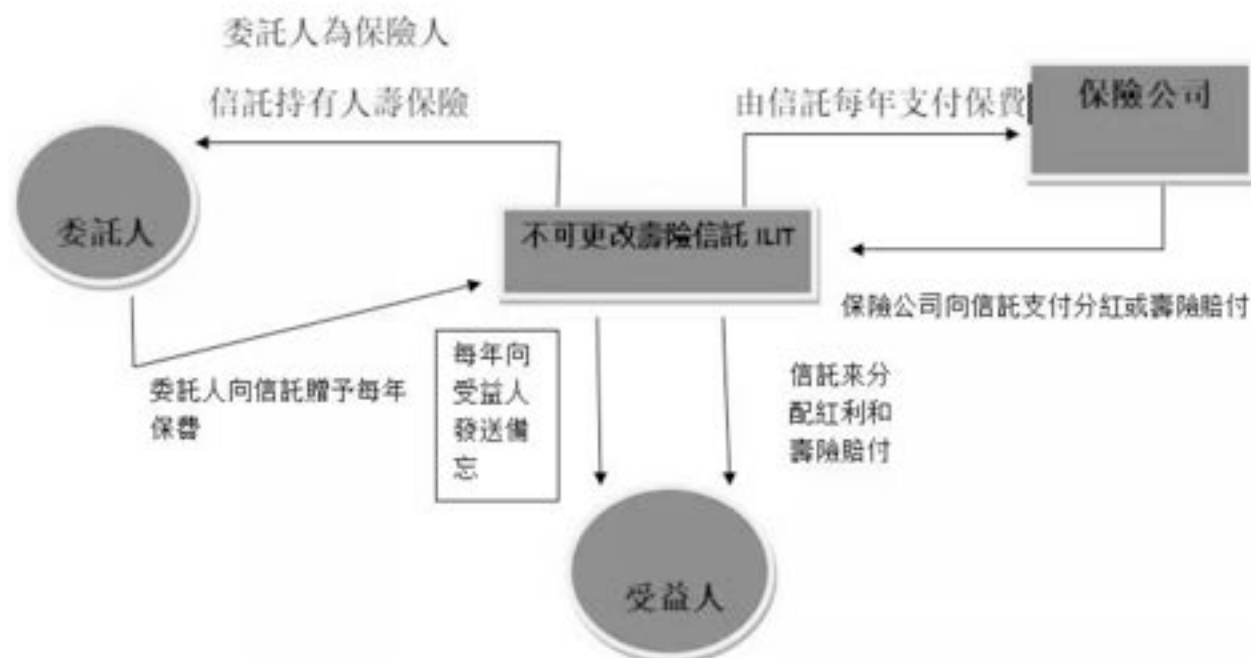 委託人為保險人
信託持有人壽保險
由信託每年支付保費
保險公司
委託人
不可更改壽險信託 ILIT
保險公司向信託支付分紅或壽險賠付
委託人向信託贈予每年
保費
每年向
受益人
發送備
忘
信託來分
配紅利和
壽險賠付
受益人